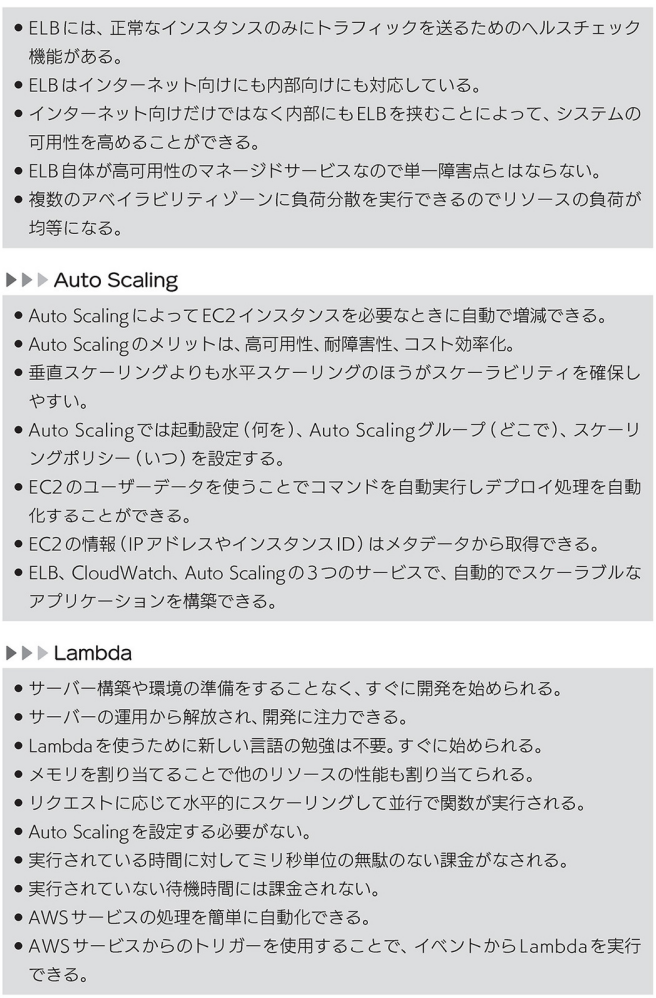 ● ELBには、正常なインスタンスのみにトラフィックを送るためのヘルスチェック
機能がある。
● ELBはインターネット向けにも内部向けにも対応している。
● インターネット向けだけではなく内部にもELBを挟むことによって、システムの
可用性を高めることができる。
● ELB自体が高可用性のマネージドサービスなので単一障害点とはならない。
● 複数のアベイラビリティゾーンに負荷分散を実行できるのでリソースの負荷が
均等になる。
▶▶▶ Auto Scaling
● Auto ScalingによってEC2インスタンスを必要なときに自動で増減できる。
● Auto Scalingのメリットは、高可用性、耐障害性、コスト効率化。
● 垂直スケーリングよりも水平スケーリングのほうがスケーラビリティを確保し
やすい。
● Auto Scalingでは起動設定（何を）、Auto Scalingグループ（どこで）、スケーリ
ングポリシー（いつ）を設定する。
● EC2のユーザーデータを使うことでコマンドを自動実行しデプロイ処理を自動
化することができる。
● EC2の情報（IPアドレスやインスタンスID）はメタデータから取得できる。
● ELB、CloudWatch、Auto Scalingの3つのサービスで、自動的でスケーラブルな
アプリケーションを構築できる。
▶▶▶ Lambda
● サーバー構築や環境の準備をすることなく、すぐに開発を始められる。
● サーバーの運用から解放され、開発に注力できる。
● Lambdaを使うために新しい言語の勉強は不要。すぐに始められる。
● メモリを割り当てることで他のリソースの性能も割り当てられる。
● リクエストに応じて水平的にスケーリングして並行で関数が実行される。
● Auto Scalingを設定する必要がない。
● 実行されている時間に対してミリ秒単位の無駄のない課金がなされる。
● 実行されていない待機時間には課金されない。
● AWSサービスの処理を簡単に自動化できる。
● AWSサービスからのトリガーを使用することで、イベントからLambdaを実行
できる。